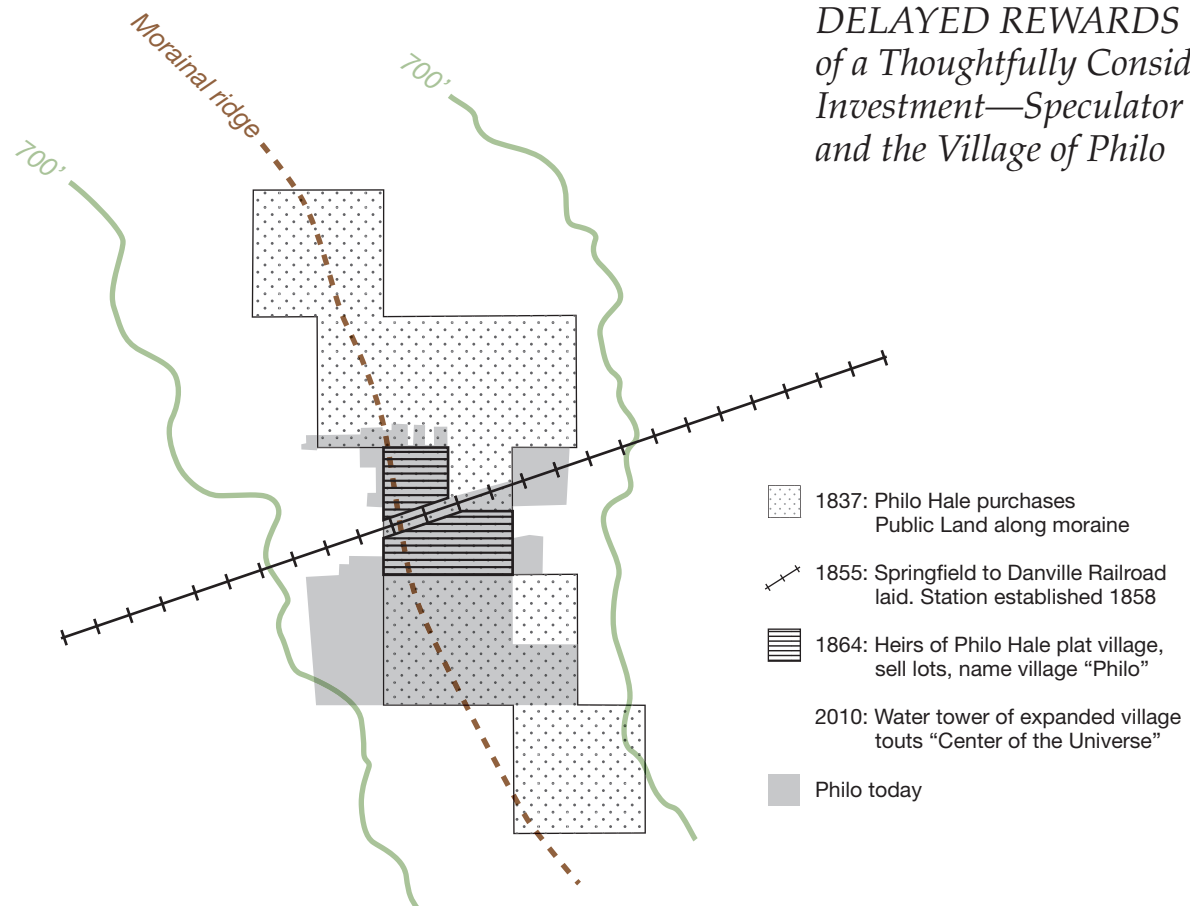 DELAYED REWARDS
of a Thoughtfully
Investment—Speculator
and the Village of Philo
Morainal ridge
700’
700’
1837: Philo Hale purchases
Public Land along moraine
1855: Springfield to Danville Railroad
laid. Station established 1858
1864: Heirs of Philo Hale plat village,
sell lots, name village “Philo”
2010: Water tower of expanded village
touts “Center of the Universe”
Philo today